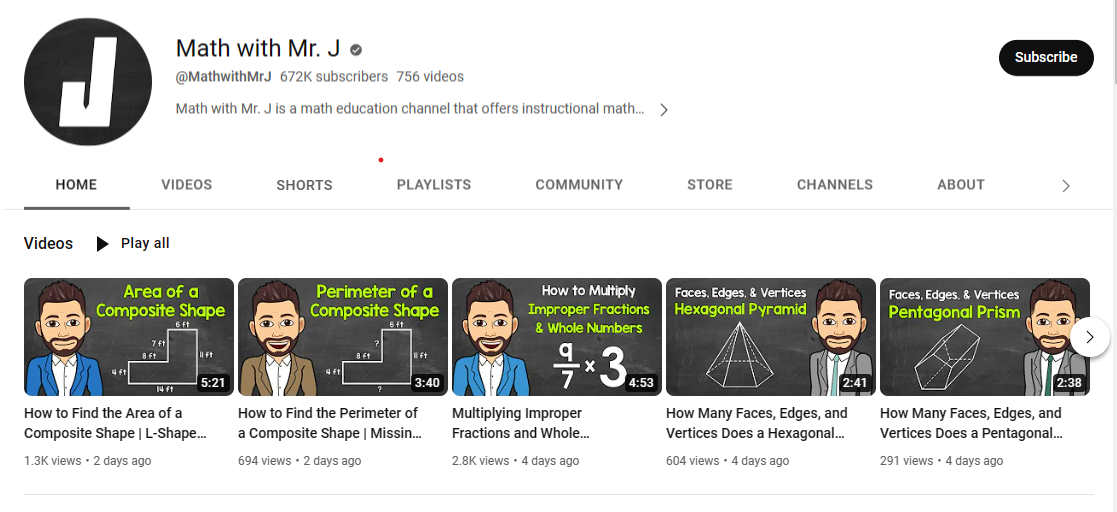 J
Math with Mr. J
@MathwithMrJ 672K subscribers 756 videos
Math with Mr. J is a math education channel that offers instructional math...
Subscribe
HOME VIDEOS SHORTS PLAYLISTS COMMUNITY STORE CHANNELS ABOUT
Videos Play all
Area of a
Composite Shape
6 ft
7 ft
8 ft
11 ft
4 ft
14 ft
5:21
How to Find the Area of a
Composite Shape | L-Shape...
1.3K views • 2 days ago
Perimeter of a
Composite Shape
6 ft
?
8 ft
11 ft
4 ft
?
3:40
How to Find the Perimeter of
a Composite Shape | Missin...
694 views • 2 days ago
How to Multiply
Improper Fractions
& Whole Numbers
9/7 × 3
4:53
Multiplying Improper
Fractions and Whole...
2.8K views • 4 days ago
Faces, Edges, & Vertices
Hexagonal Pyramid
2:41
How Many Faces, Edges, and
Vertices Does a Hexagonal...
604 views • 4 days ago
Faces, Edges, & Vertices
Pentagonal Prism
2:38
How Many Faces, Edges, and
Vertices Does a Pentagonal...
291 views • 4 days ago